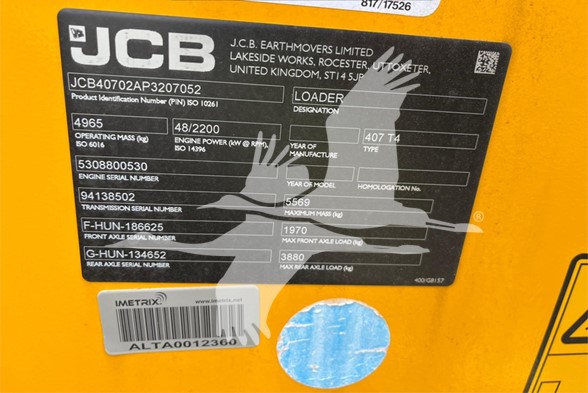 817/17526
JCB
J.C.B. EARTHMOVERS LIMITED
LAKESIDE WORKS, ROCESTER, UTTOXETER,
UNITED KINGDOM, ST14 5JP
JCB40702AP3207052
Product Identification Number (PIN) ISO 10261
LOADER
DESIGNATION
4965
OPERATING MASS (kg)
ISO 6016
48/2200
ENGINE POWER (kW @ RPM).
ISO 14396
YEAR OF
MANUFACTURE
407 T4
TYPE
5308800530
ENGINE SERIAL NUMBER
YEAR OF MODEL
HOMOLOGATION No.
94138502
TRANSMISSION SERIAL NUMBER
5569
MAXIMUM MASS (kg)
F-HUN-186625
FRONT AXLE SERIAL NUMBER
1970
MAX FRONT AXLE LOAD (kg)
G-HUN-134652
REAR AXLE SERIAL NUMBER
3880
MAX REAR AXLE LOAD (kg)
400/G8157
IMETRIX
www.imetrix.net
ALTA0012360
®